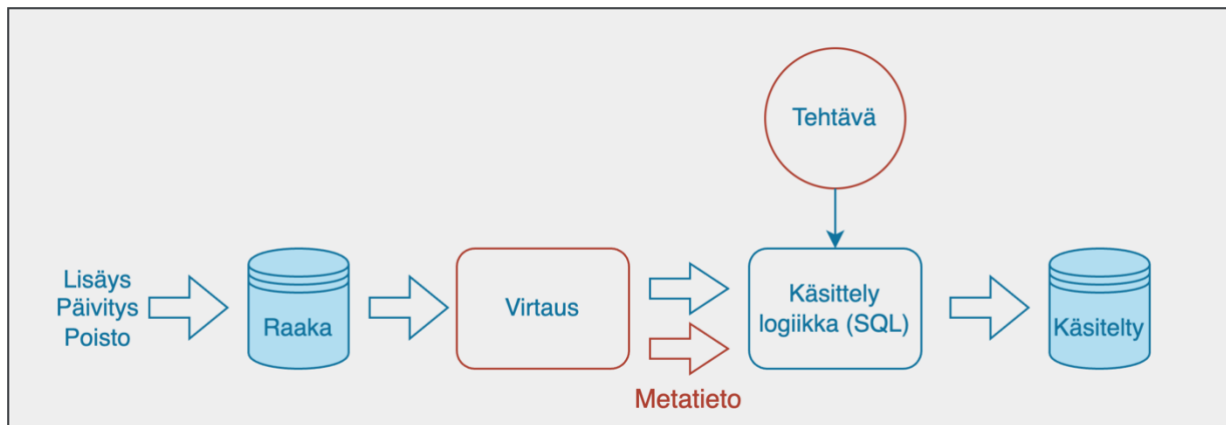 Tehtävä
Lisäys
Päivitys
Poisto
Raaka
Virtaus
Metatieto
Käsittely
logiikka (SQL)
Käsitelty